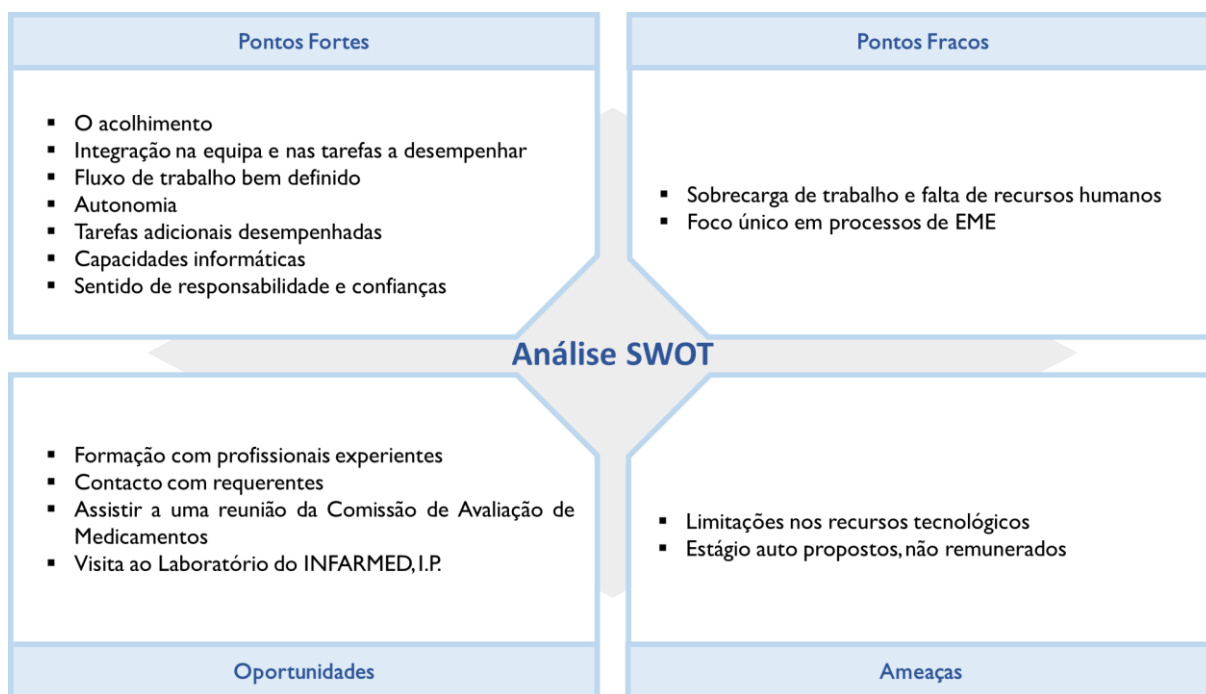 Pontos Fortes
▪ O acolhimento
▪ Integração na equipa e nas tarefas a desempenhar
▪ Fluxo de trabalho bem definido
▪ Autonomia
▪ Tarefas adicionais desempenhadas
▪ Capacidades informáticas
▪ Sentido de responsabilidade e confianças
Pontos Fracos
▪ Sobrecarga de trabalho e falta de recursos humanos
▪ Foco único em processos de EME
Análise SWOT
▪ Formação com profissionais experientes
▪ Contacto com requerentes
▪ Assistir a uma reunião da Comissão de Avaliação de
Medicamentos
▪ Visita ao Laboratório do INFARMED, I.P.
Oportunidades
▪ Limitações nos recursos tecnológicos
▪ Estágio auto propostos, não remunerados
Ameaças